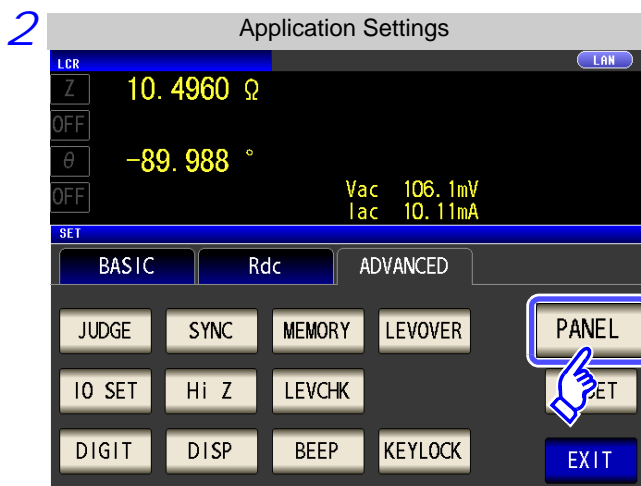 2 Application Settings
LCR LAN
Z 10.4960 Ω
OFF
θ -89.988 °
OFF
Vac 106.1mV
Iac 10.11mA
SET
BASIC Rdc ADVANCED
JUDGE SYNC MEMORY LEVOVER PANEL
IO SET Hi Z LEVCHK
DIGIT DISP BEEP KEYLOCK EXIT